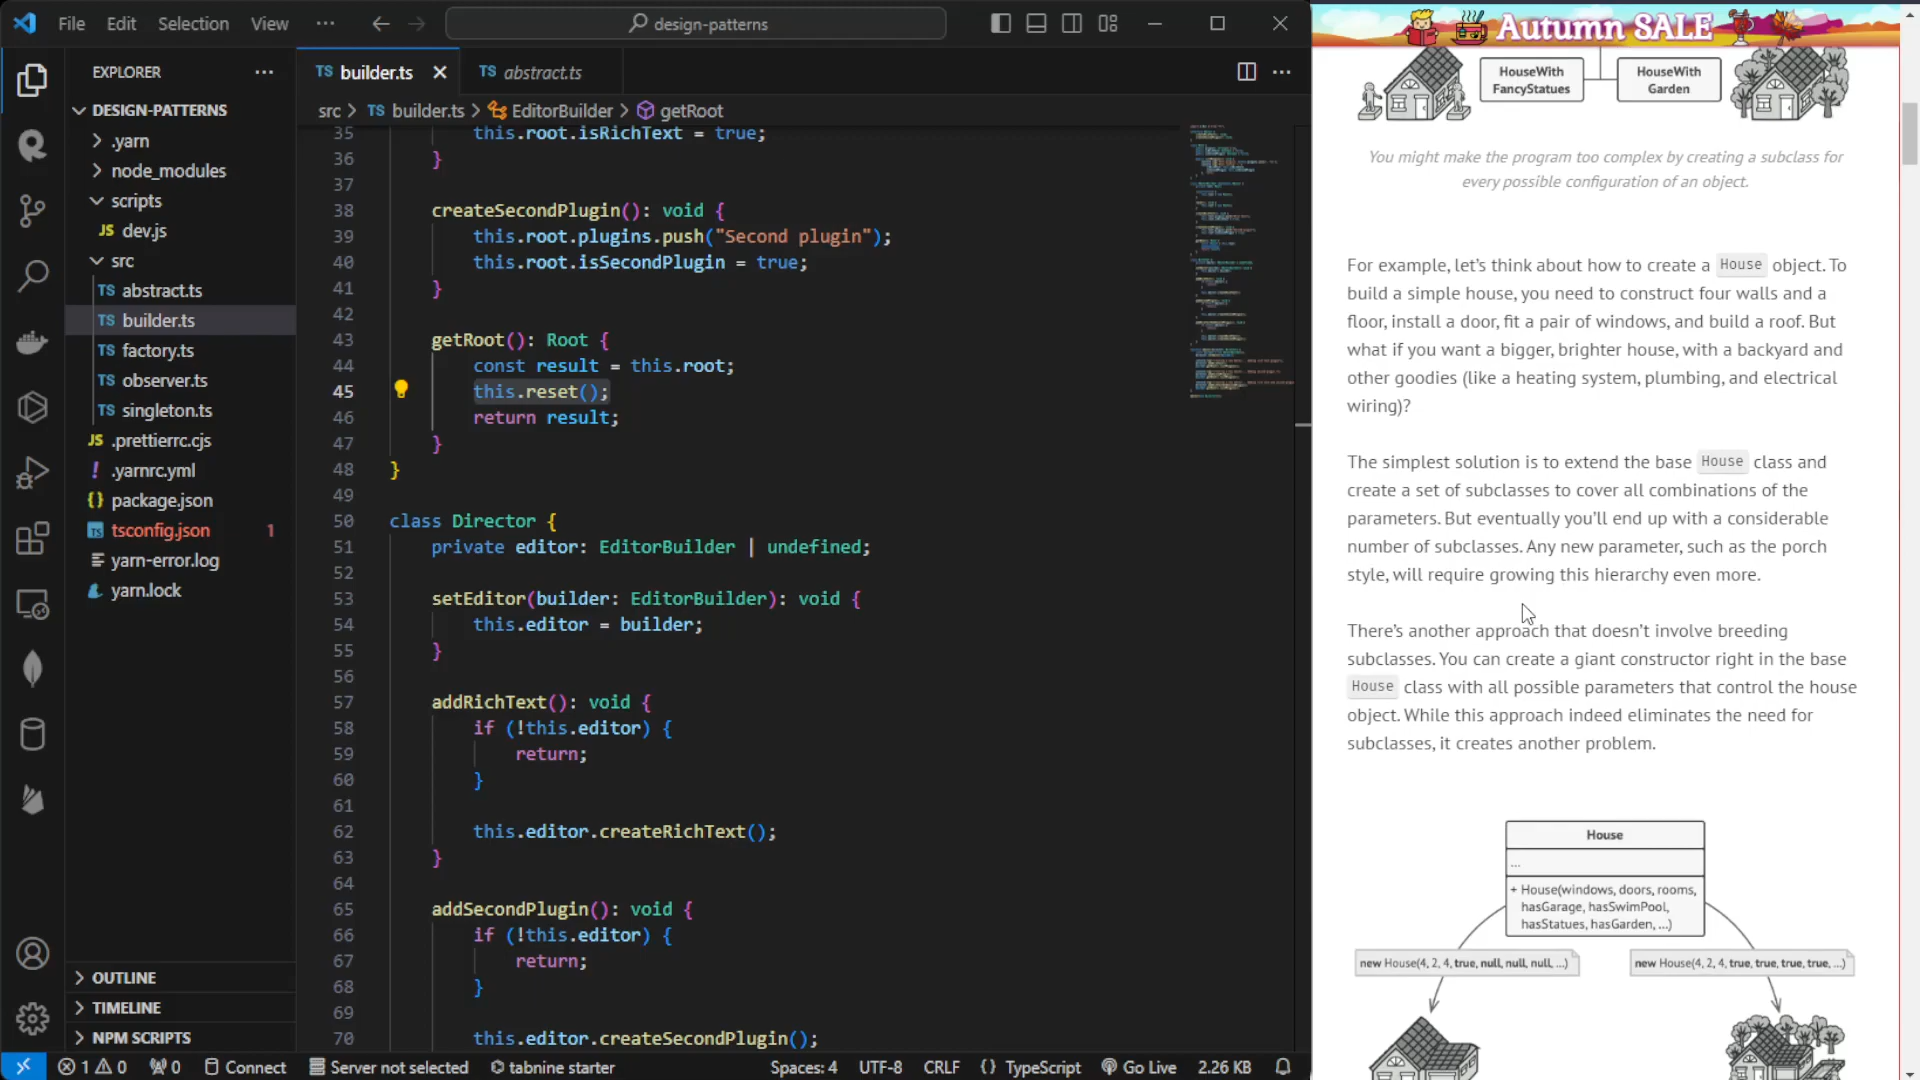 File Edit Selection View ··· design-patterns
EXPLORER ···
DESIGN-PATTERNS
.yarn
node_modules
scripts
JS dev.js
src
TS abstract.ts
TS builder.ts
TS factory.ts
TS observer.ts
TS singleton.ts
JS .prettierrc.cjs
! .yarnrc.yml
{} package.json
TS tsconfig.json 1
yarn-error.log
yarn.lock
OUTLINE
TIMELINE
NPM SCRIPTS
TS builder.ts TS abstract.ts ···
src > TS builder.ts > EditorBuilder > getRoot
35 this.root.isRichText = true;
36 }
37
38 createSecondPlugin(): void {
39 this.root.plugins.push("Second plugin");
40 this.root.isSecondPlugin = true;
41 }
42
43 getRoot(): Root {
44 const result = this.root;
45 this.reset();
46 return result;
47 }
48 }
49
50 class Director {
51 private editor: EditorBuilder | undefined;
52
53 setEditor(builder: EditorBuilder): void {
54 this.editor = builder;
55 }
56
57 addRichText(): void {
58 if (!this.editor) {
59 return;
60 }
61
62 this.editor.createRichText();
63 }
64
65 addSecondPlugin(): void {
66 if (!this.editor) {
67 return;
68 }
69
70 this.editor.createSecondPlugin();
1 0 0 Connect Server not selected tabnine starter Spaces: 4 UTF-8 CRLF {} TypeScript Go Live 2.26 KB
Autumn SALE
HouseWith
FancyStatues
HouseWith
Garden
You might make the program too complex by creating a subclass for
every possible configuration of an object.
For example, let's think about how to create a House object. To
build a simple house, you need to construct four walls and a
floor, install a door, fit a pair of windows, and build a roof. But
what if you want a bigger, brighter house, with a backyard and
other goodies (like a heating system, plumbing, and electrical
wiring)?
The simplest solution is to extend the base House class and
create a set of subclasses to cover all combinations of the
parameters. But eventually you'll end up with a considerable
number of subclasses. Any new parameter, such as the porch
style, will require growing this hierarchy even more.
There's another approach that doesn't involve breeding
subclasses. You can create a giant constructor right in the base
House class with all possible parameters that control the house
object. While this approach indeed eliminates the need for
subclasses, it creates another problem.
House
...
+ House(windows, doors, rooms,
hasGarage, hasSwimPool,
hasStatues, hasGarden, ...)
new House(4, 2, 4, true, null, null, null, ...)
new House(4, 2, 4, true, true, true, true, ...)